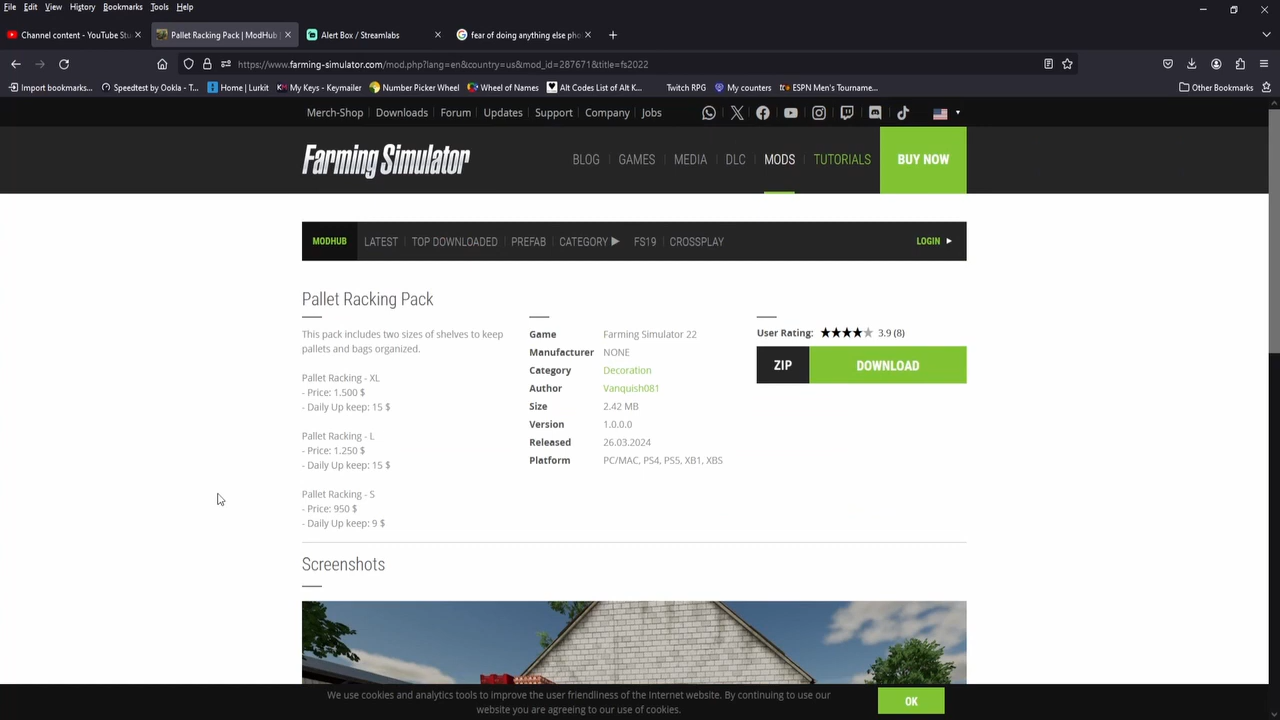 File Edit View History Bookmarks Tools Help
Channel content - YouTube Stu
Pallet Racking Pack | ModHub |
Alert Box / Streamlabs
fear of doing anything else pho
https://www.farming-simulator.com/mod.php?lang=en&country=us&mod_id=287671&title=fs2022
Import bookmarks... Speedtest by Ookla - T... Home | Lurkit My Keys - Keymailer Number Picker Wheel Wheel of Names Alt Codes List of Alt K... Twitch RPG My counters ESPN Men's Tourname... Other Bookmarks
Merch-Shop Downloads Forum Updates Support Company Jobs
Farming Simulator
BLOG GAMES MEDIA DLC MODS TUTORIALS BUY NOW
MODHUB LATEST TOP DOWNLOADED PREFAB CATEGORY FS19 CROSSPLAY LOGIN
Pallet Racking Pack
This pack includes two sizes of shelves to keep
pallets and bags organized.
Pallet Racking - XL
- Price: 1.500 $
- Daily Up keep: 15 $
Pallet Racking - L
- Price: 1.250 $
- Daily Up keep: 15 $
Pallet Racking - S
- Price: 950 $
- Daily Up keep: 9 $
Game Farming Simulator 22
Manufacturer NONE
Category Decoration
Author Vanquish081
Size 2.42 MB
Version 1.0.0.0
Released 26.03.2024
Platform PC/MAC, PS4, PS5, XB1, XBS
User Rating: 3.9 (8)
ZIP DOWNLOAD
Screenshots
We use cookies and analytics tools to improve the user friendliness of the Internet website. By continuing to use our
website you are agreeing to our use of cookies.
OK